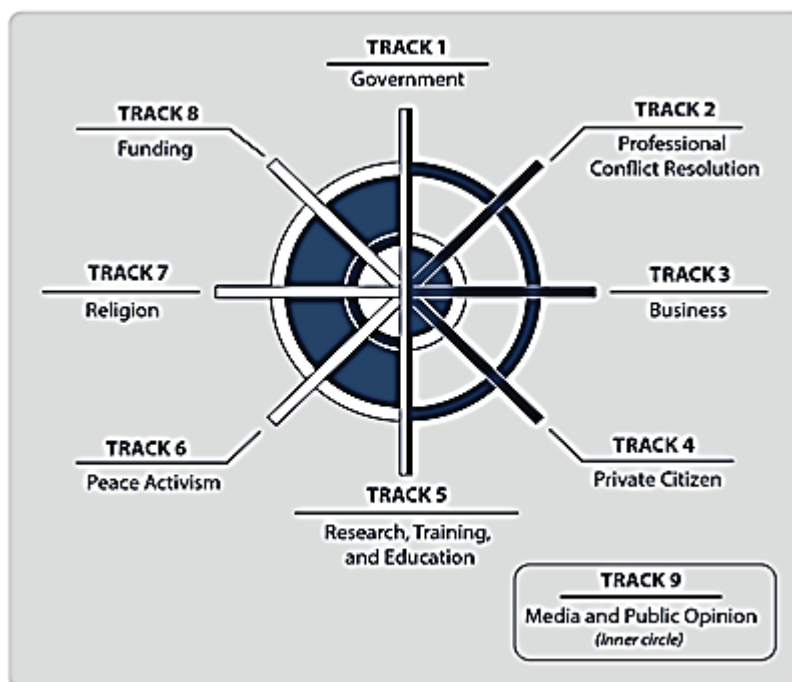 TRACK 1
Government
TRACK 2
Professional
Conflict Resolution
TRACK 3
Business
TRACK 4
Private Citizen
TRACK 5
Research, Training,
and Education
TRACK 6
Peace Activism
TRACK 7
Religion
TRACK 8
Funding
TRACK 9
Media and Public Opinion
(Inner circle)